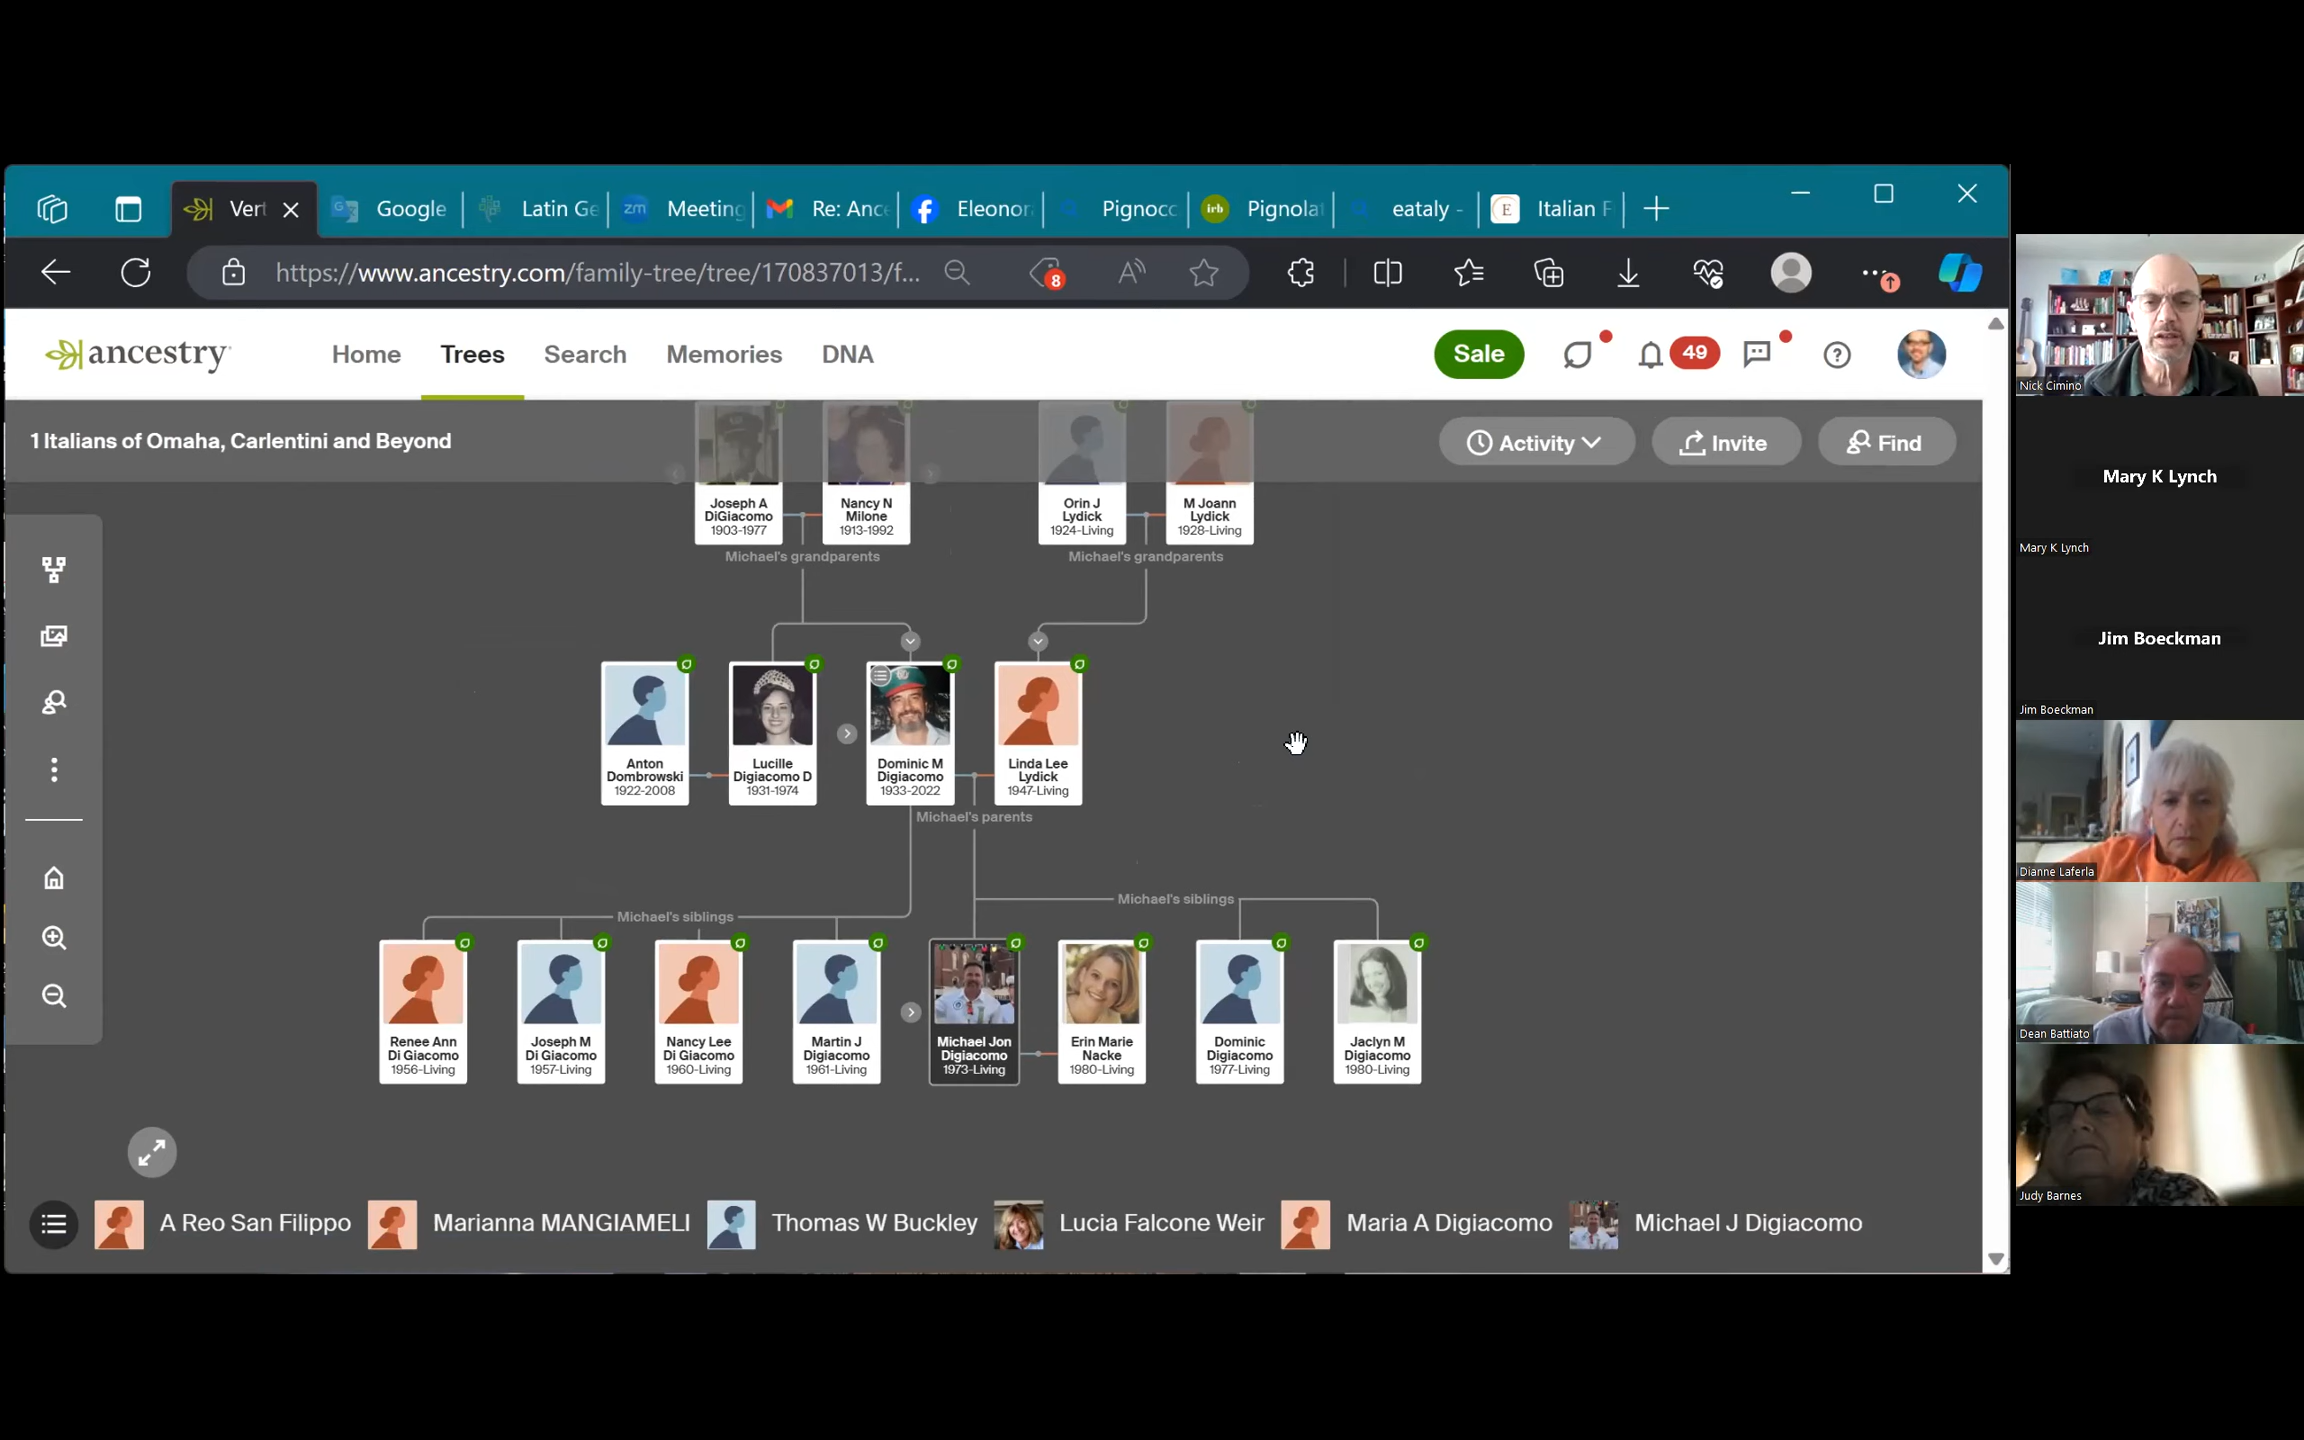 Ver
Google
Latin Ge
zm Meeting
Re: Anc
Eleonor
Pignocc
irb Pignola
eataly -
E Italian F
https://www.ancestry.com/family-tree/tree/170837013/f...
8
ancestry
Home Trees Search Memories DNA
Sale
49
1 Italians of Omaha, Carlentini and Beyond
Activity
Invite
Find
Joseph A
DiGiacomo
1903-1977
Nancy N
Milone
1913-1992
Orin J
Lydick
1924-Living
M Joann
Lydick
1928-Living
Michael's grandparents
Michael's grandparents
Anton
Dombrowski
1922-2008
Lucille
Digiacomo D
1931-1974
Dominic M
Digiacomo
1933-2022
Linda Lee
Lydick
1947-Living
Michael's parents
Michael's siblings
Michael's siblings
Renee Ann
Di Giacomo
1956-Living
Joseph M
Di Giacomo
1957-Living
Nancy Lee
Di Giacomo
1960-Living
Martin J
Digiacomo
1961-Living
Michael Jon
Digiacomo
1973-Living
Erin Marie
Nacke
1980-Living
Dominic
Digiacomo
1977-Living
Jaclyn M
Digiacomo
1980-Living
A Reo San Filippo
Marianna MANGIAMELI
Thomas W Buckley
Lucia Falcone Weir
Maria A Digiacomo
Michael J Digiacomo
Nick Cimino
Mary K Lynch
Mary K Lynch
Jim Boeckman
Jim Boeckman
Dianne Laferla
Dean Battiato
Judy Barnes